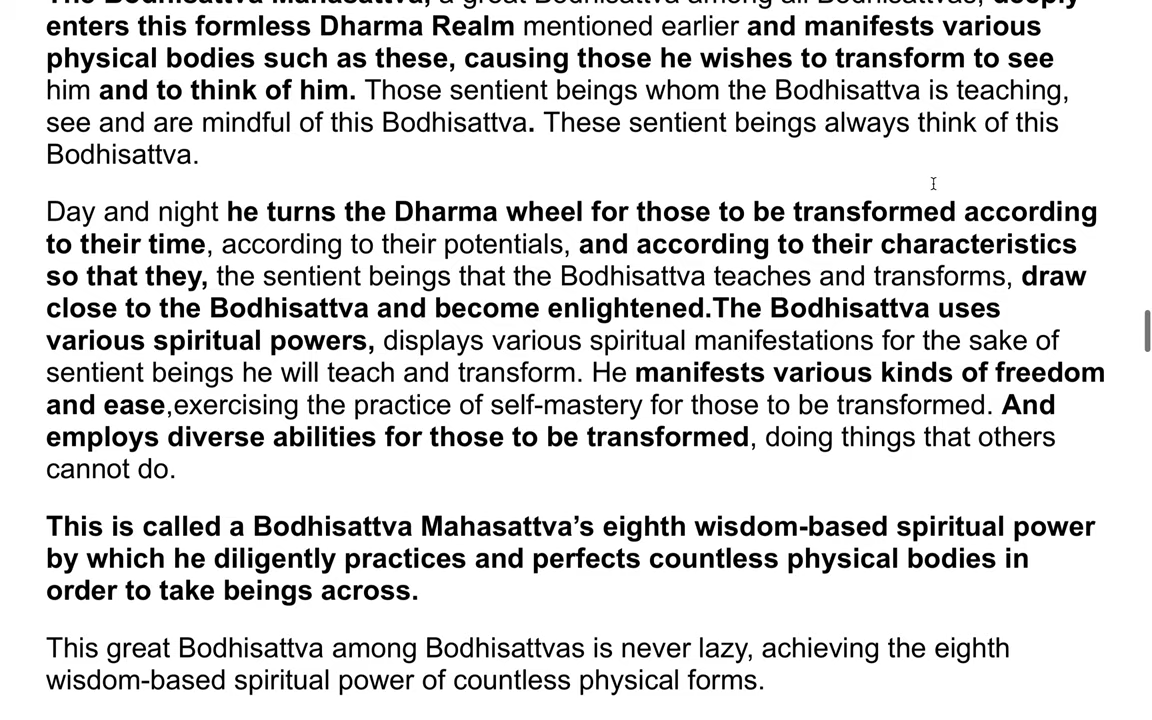 The Bodhisattva Mahasattva, a great Bodhisattva among all Bodhisattvas, deeply
enters this formless Dharma Realm mentioned earlier and manifests various
physical bodies such as these, causing those he wishes to transform to see
him and to think of him. Those sentient beings whom the Bodhisattva is teaching,
see and are mindful of this Bodhisattva. These sentient beings always think of this
Bodhisattva.
Day and night he turns the Dharma wheel for those to be transformed according
to their time, according to their potentials, and according to their characteristics
so that they, the sentient beings that the Bodhisattva teaches and transforms, draw
close to the Bodhisattva and become enlightened.The Bodhisattva uses
various spiritual powers, displays various spiritual manifestations for the sake of
sentient beings he will teach and transform. He manifests various kinds of freedom
and ease,exercising the practice of self-mastery for those to be transformed. And
employs diverse abilities for those to be transformed, doing things that others
cannot do.
This is called a Bodhisattva Mahasattva’s eighth wisdom-based spiritual power
by which he diligently practices and perfects countless physical bodies in
order to take beings across.
This great Bodhisattva among Bodhisattvas is never lazy, achieving the eighth
wisdom-based spiritual power of countless physical forms.